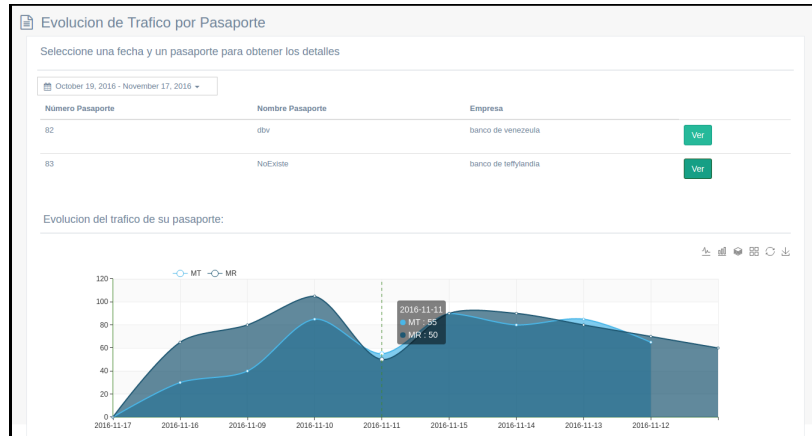 Evolucion de Trafico por Pasaporte
Seleccione una fecha y un pasaporte para obtener los detalles
October 19, 2016 - November 17, 2016
Número Pasaporte Nombre Pasaporte Empresa
82 dbv banco de venezeula Ver
83 NoExiste banco de teffylandia Ver
Evolucion del trafico de su pasaporte:
MT MR
120
100
2016-11-11
MT : 55
80
MR : 50
60
40
20
0
2016-11-17 2016-11-16 2016-11-09 2016-11-10 2016-11-11 2016-11-15 2016-11-14 2016-11-13 2016-11-12